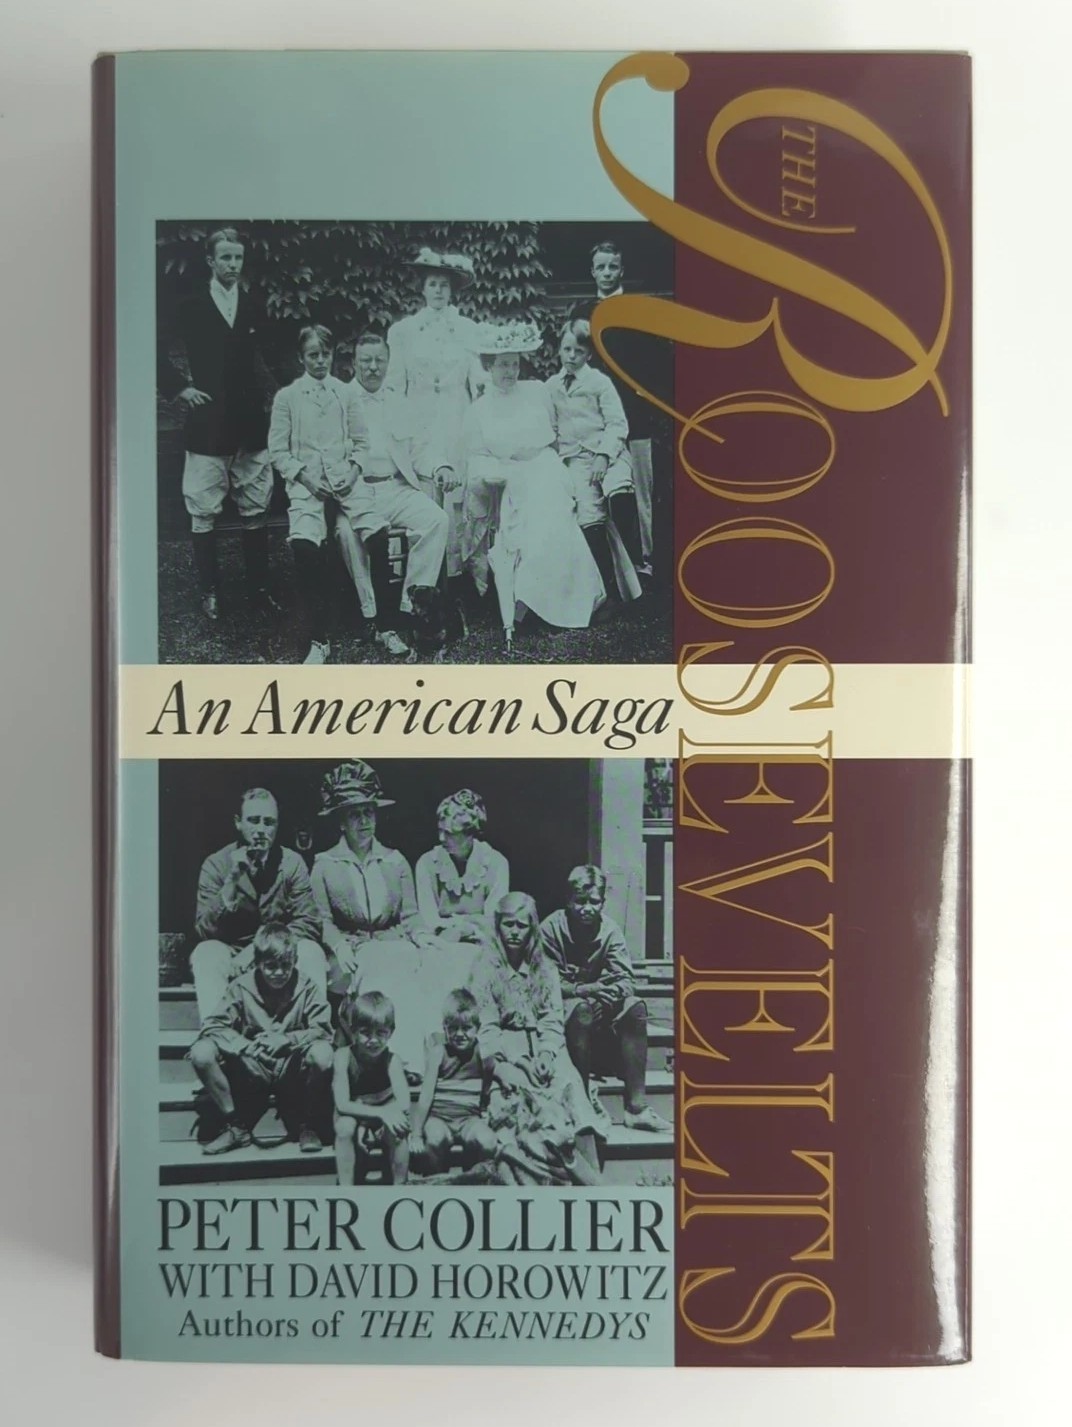 THE
ROOSEVELTS
An American Saga
PETER COLLIER
WITH DAVID HOROWITZ
Authors of THE KENNEDYS